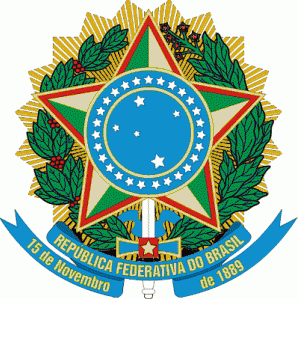 REPÚBLICA FEDERATIVA DO BRASIL
15 de Novembro
de 1889